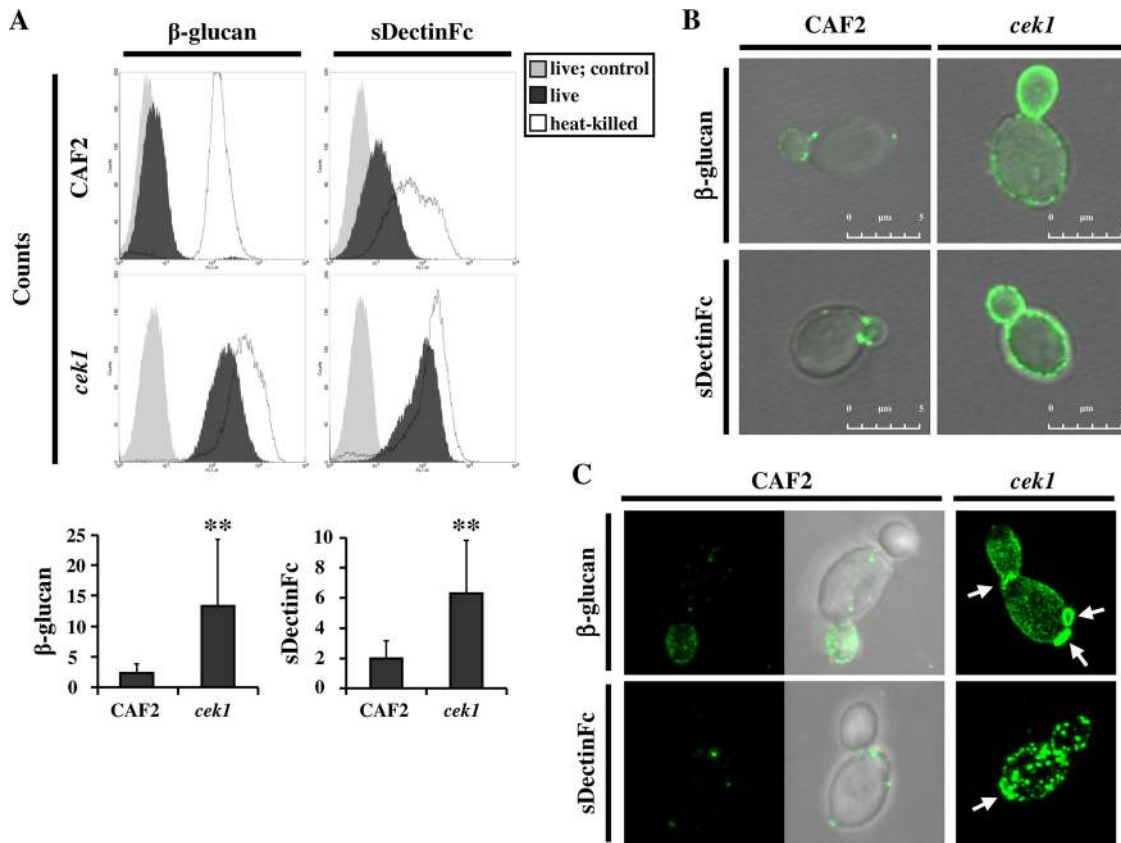 A
β-glucan
sDectinFc
live; control
live
heat-killed
Counts
CAF2
cek1
β-glucan
25
20
15
10
5
0
**
CAF2
cek1
sDectinFc
10
8
6
4
2
0
**
CAF2
cek1
B
CAF2
cek1
β-glucan
0 µm 5
0 µm 5
sDectinFc
0 µm 5
0 µm 5
C
CAF2
cek1
β-glucan
sDectinFc